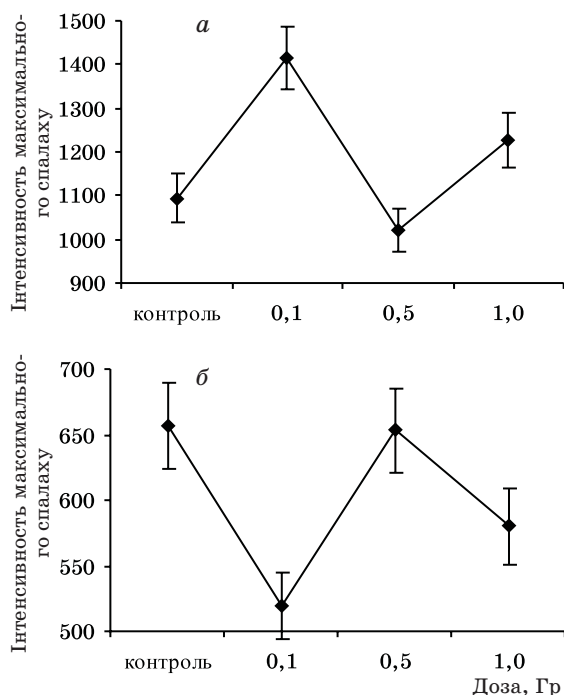 а
Інтенсивность максимально-
го спалаху
1500
1400
1300
1200
1100
1000
900
контроль 0,1 0,5 1,0
б
Інтенсивность максимально-
го спалаху
700
650
600
550
500
контроль 0,1 0,5 1,0
Доза, Гр